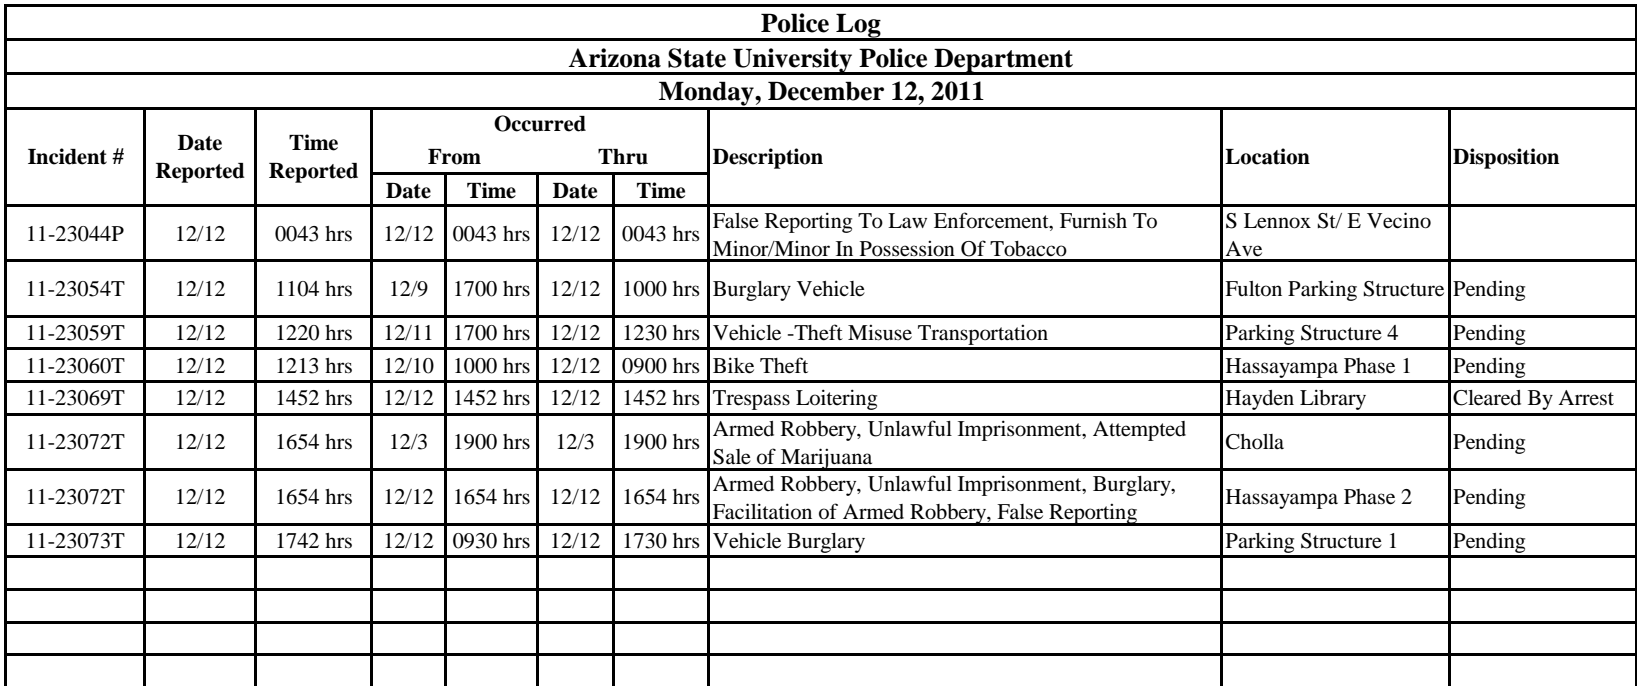 Police Log
Arizona State University Police Department
Monday, December 12, 2011
Incident # Date Reported Time Reported Occurred From Thru Description Location Disposition
Date Time Date Time
11-23044P 12/12 0043 hrs 12/12 0043 hrs 12/12 0043 hrs False Reporting To Law Enforcement, Furnish To Minor/Minor In Possession Of Tobacco S Lennox St/ E Vecino Ave
11-23054T 12/12 1104 hrs 12/9 1700 hrs 12/12 1000 hrs Burglary Vehicle Fulton Parking Structure Pending
11-23059T 12/12 1220 hrs 12/11 1700 hrs 12/12 1230 hrs Vehicle -Theft Misuse Transportation Parking Structure 4 Pending
11-23060T 12/12 1213 hrs 12/10 1000 hrs 12/12 0900 hrs Bike Theft Hassayampa Phase 1 Pending
11-23069T 12/12 1452 hrs 12/12 1452 hrs 12/12 1452 hrs Trespass Loitering Hayden Library Cleared By Arrest
11-23072T 12/12 1654 hrs 12/3 1900 hrs 12/3 1900 hrs Armed Robbery, Unlawful Imprisonment, Attempted Sale of Marijuana Cholla Pending
11-23072T 12/12 1654 hrs 12/12 1654 hrs 12/12 1654 hrs Armed Robbery, Unlawful Imprisonment, Burglary, Facilitation of Armed Robbery, False Reporting Hassayampa Phase 2 Pending
11-23073T 12/12 1742 hrs 12/12 0930 hrs 12/12 1730 hrs Vehicle Burglary Parking Structure 1 Pending